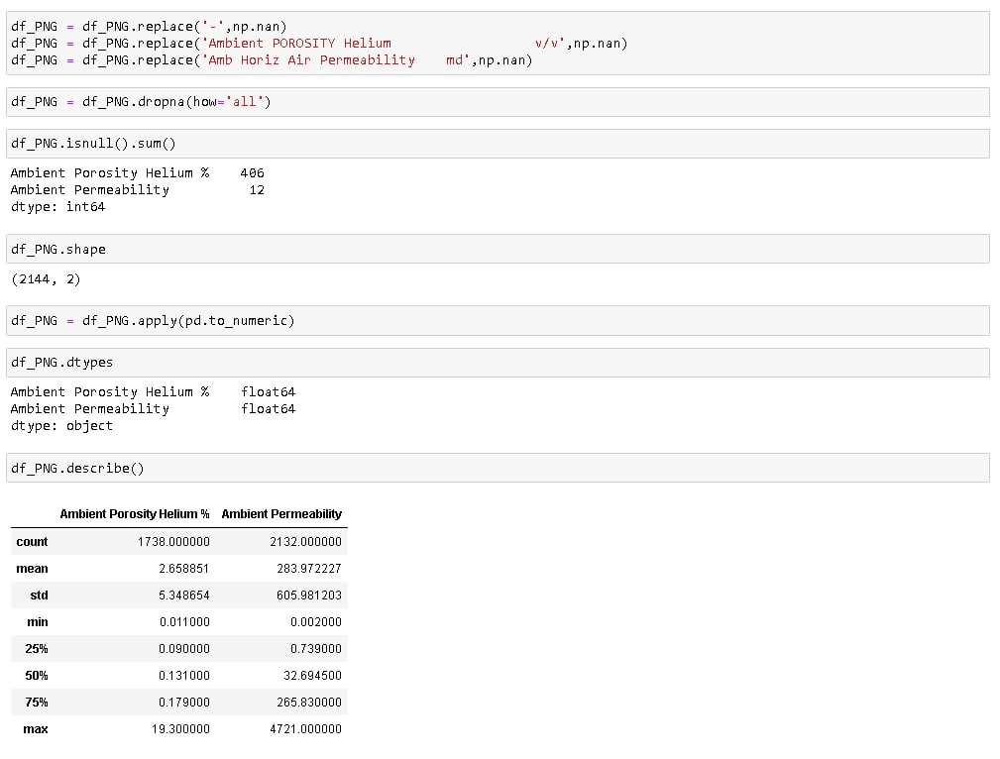 df_PNG = df_PNG.replace('-',np.nan)
df_PNG = df_PNG.replace('Ambient POROSITY Helium                  v/v',np.nan)
df_PNG = df_PNG.replace('Amb Horiz Air Permeability    md',np.nan)
df_PNG = df_PNG.dropna(how='all')
df_PNG.isnull().sum()
Ambient Porosity Helium %    406
Ambient Permeability          12
dtype: int64
df_PNG.shape
(2144, 2)
df_PNG = df_PNG.apply(pd.to_numeric)
df_PNG.dtypes
Ambient Porosity Helium %    float64
Ambient Permeability         float64
dtype: object
df_PNG.describe()
Ambient Porosity Helium % Ambient Permeability
count 1738.000000 2132.000000
mean 2.658851 283.972227
std 5.348654 605.981203
min 0.011000 0.002000
25% 0.090000 0.739000
50% 0.131000 32.694500
75% 0.179000 265.830000
max 19.300000 4721.000000